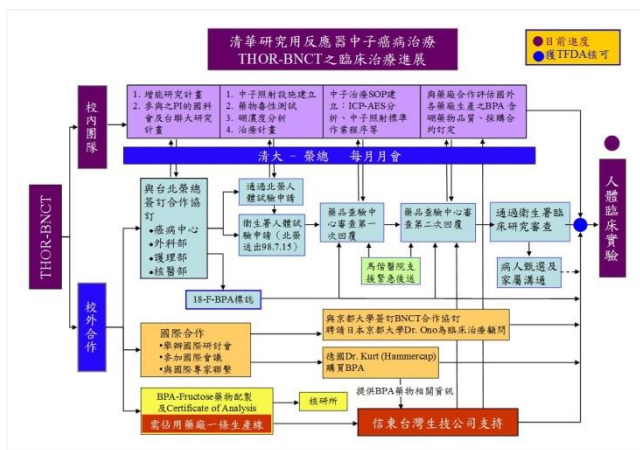 清華研究用反應器中子癌病治療
THOR-BNCT之臨床治療進展
目前進度
獲TFDA核可
校內團隊
1. 增能研究計畫
2. 參與之PI的國科
會及台聯大研究
計畫
1. 中子照射設施建立
2. 藥物毒性測試
3. 硼濃度分析
4. 治療計畫
中子治療SOP建
立：ICP-AES分
析、中子照射標準
作業程序等
與藥廠合作評估國外
各藥廠生產之BPA 含
硼藥物品質、採購合
約訂定
清大 - 榮總 每月月會
THOR-BNCT
與台北榮總
簽訂合作協
訂
•癌病中心
•外科部
•護理部
•核醫部
通過北榮人
體試驗申請
衛生署人體試
驗申請（北榮
送出98.7.15）
藥品查驗中
心審查第一
次回覆
藥品查驗中心審
查第二次回覆
通過衛生署臨
床研究審查
人體臨床實驗
馬偕醫院支
援緊急後送
病人甄選及
家屬溝通
18-F-BPA標誌
校外合作
國際合作
•舉辦國際研討會
•參加國際會議
•與國際專家聯繫
與京都大學簽訂BNCT合作協訂
聘請日本京都大學Dr. Ono為臨床治療顧問
德國Dr. Kurt (Hammercap)
購買BPA
提供BPA藥物相關資訊
BPA-Fructose藥物配製
及Certificate of Analysis
核研所
需佔用藥廠一條生產線
信東台灣生技公司支持